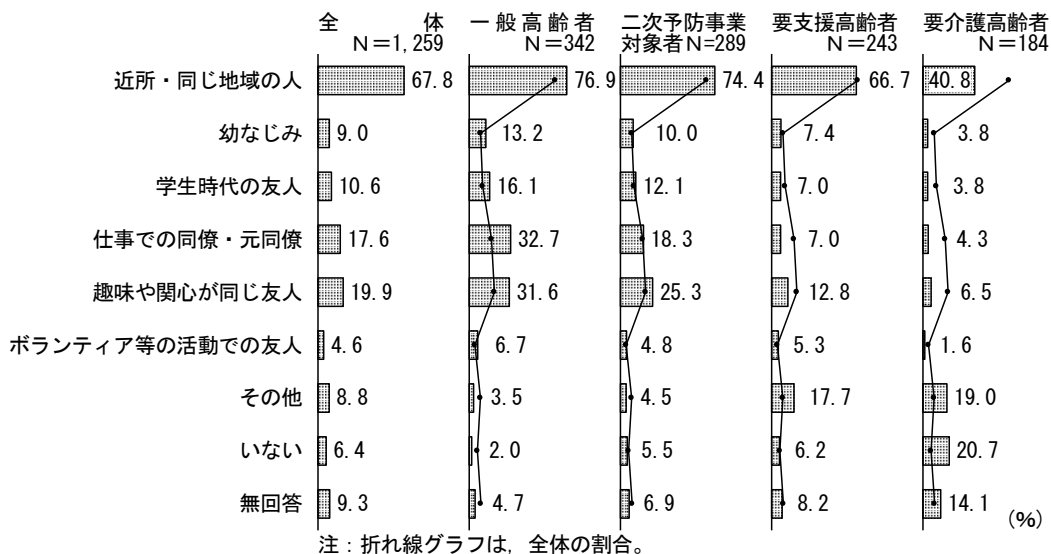 全　　体　一般高齢者　二次予防事業　要支援高齢者　要介護高齢者
N＝1,259　N＝342　対象者N=289　N＝243　N＝184
近所・同じ地域の人　67.8　76.9　74.4　66.7　40.8
幼なじみ　9.0　13.2　10.0　7.4　3.8
学生時代の友人　10.6　16.1　12.1　7.0　3.8
仕事での同僚・元同僚　17.6　32.7　18.3　7.0　4.3
趣味や関心が同じ友人　19.9　31.6　25.3　12.8　6.5
ボランティア等の活動での友人　4.6　6.7　4.8　5.3　1.6
その他　8.8　3.5　4.5　17.7　19.0
いない　6.4　2.0　5.5　6.2　20.7
無回答　9.3　4.7　6.9　8.2　14.1
(%)
注：折れ線グラフは，全体の割合。